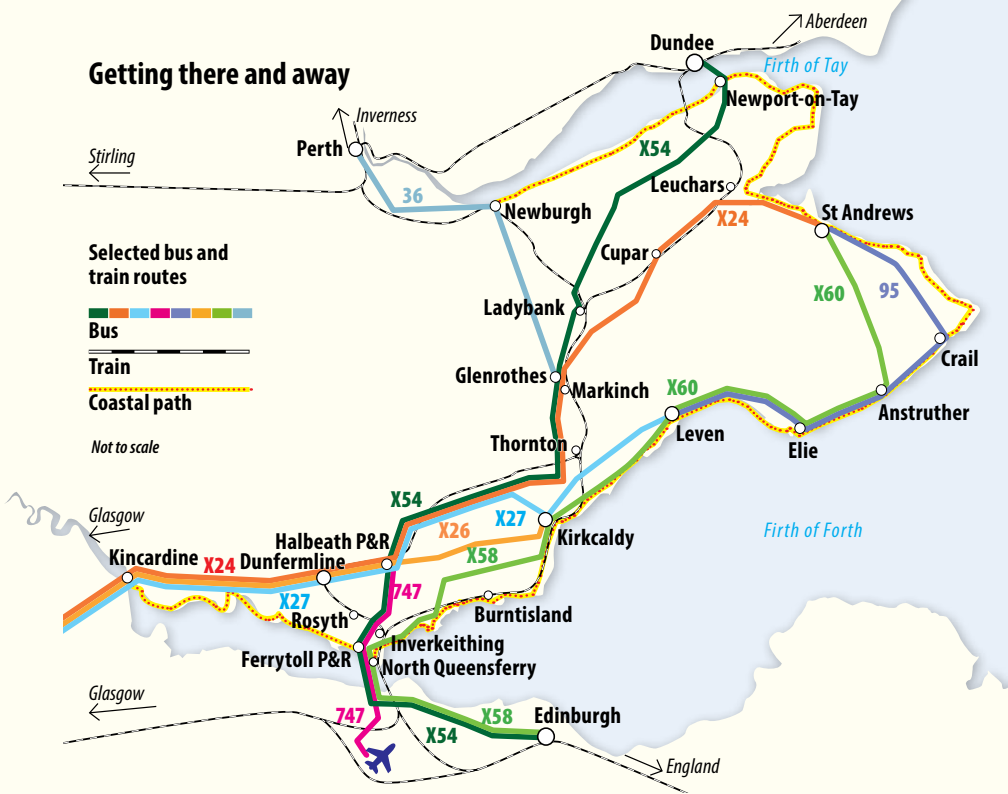 Getting there and away
Aberdeen
Dundee
Firth of Tay
Newport-on-Tay
Inverness
Perth
Stirling
X54
36
Leuchars
Newburgh
X24
St Andrews
Selected bus and
train routes
Bus
Train
Coastal path
Not to scale
Cupar
X60
95
Ladybank
Crail
Glenrothes
Markinch
X60
Anstruther
Leven
Elie
Thornton
X54
Glasgow
X27
X26
Kirkcaldy
Firth of Forth
Halbeath P&R
Kincardine
X24
Dunfermline
X58
X27
747
Burntisland
Rosyth
Inverkeithing
Ferrytoll P&R
North Queensferry
Glasgow
747
X58
X54
Edinburgh
England